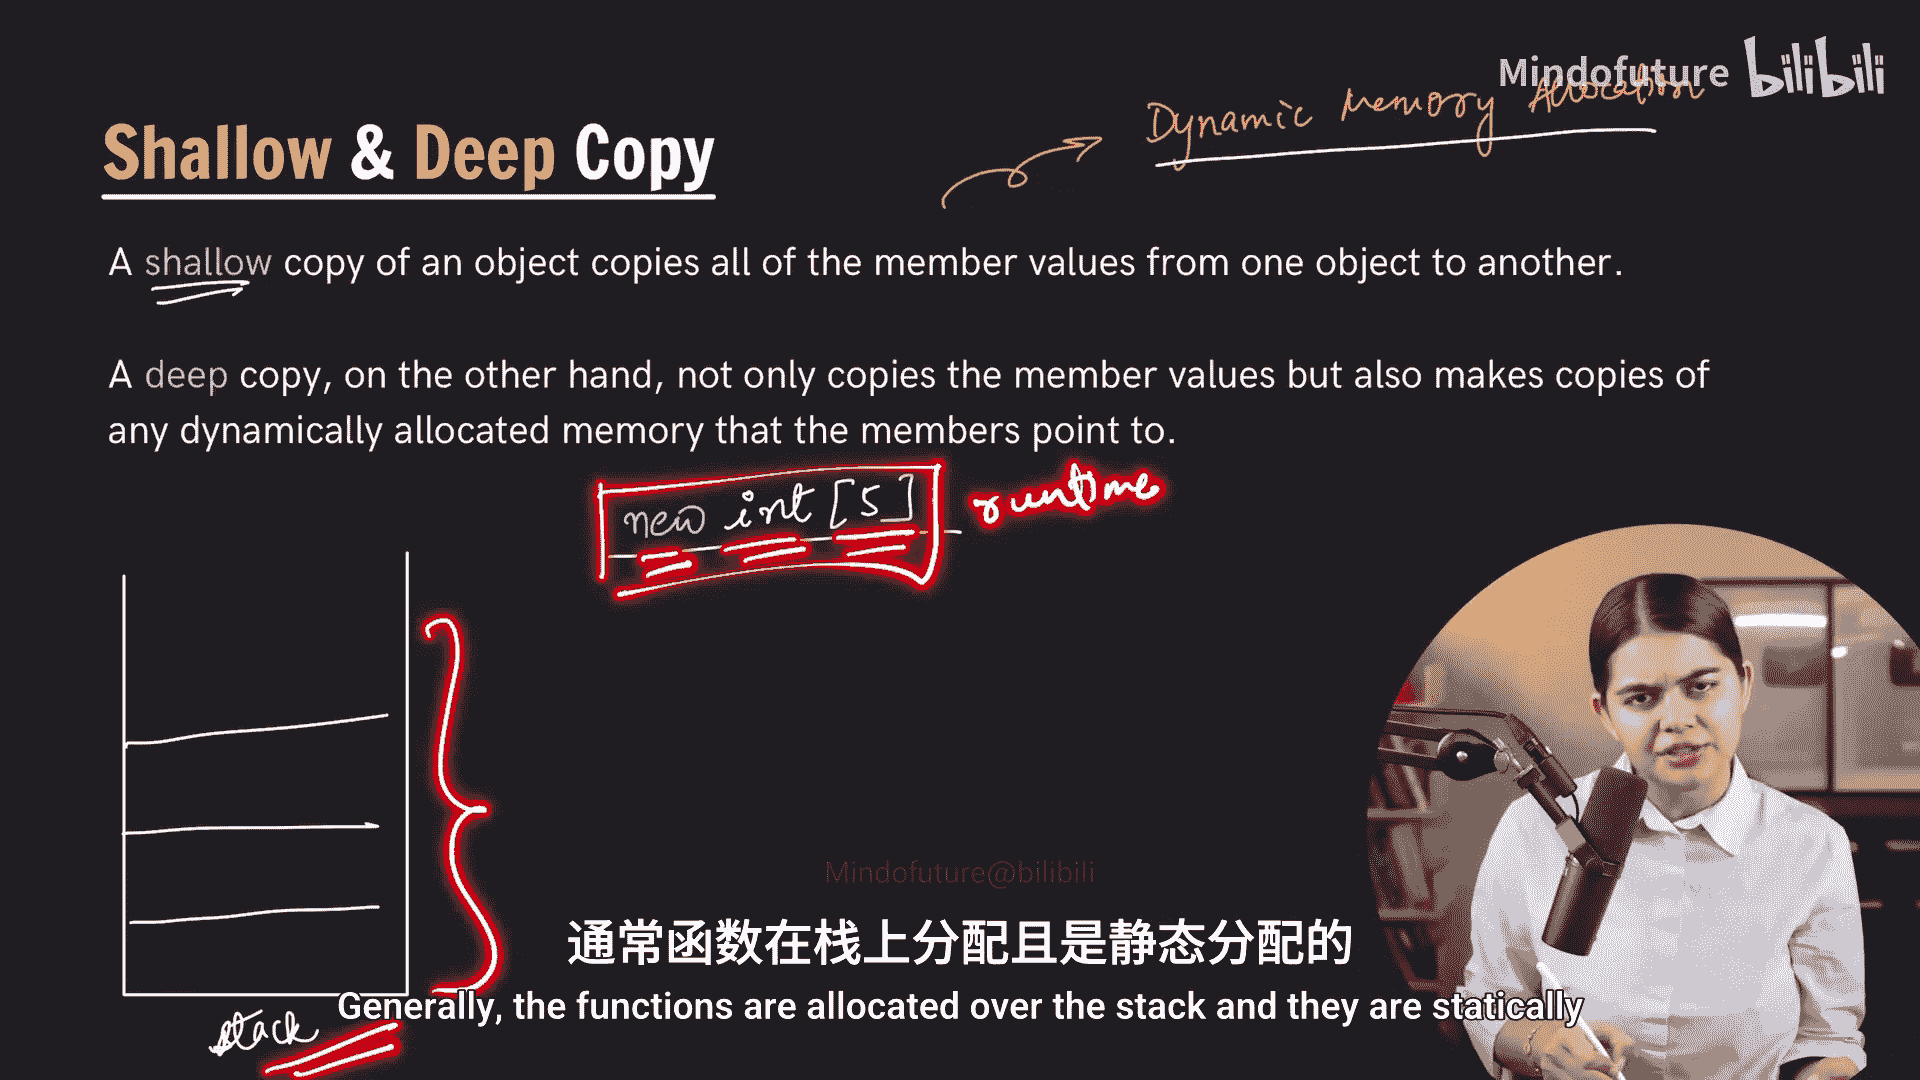 Mindofuture bilibili
Dynamic Memory Allocation
Shallow & Deep Copy
A shallow copy of an object copies all of the member values from one object to another.
A deep copy, on the other hand, not only copies the member values but also makes copies of
any dynamically allocated memory that the members point to.
new int [5] runtime
Mindofuture@bilibili
通常函数在栈上分配且是静态分配的
Generally, the functions are allocated over the stack and they are statically
stack